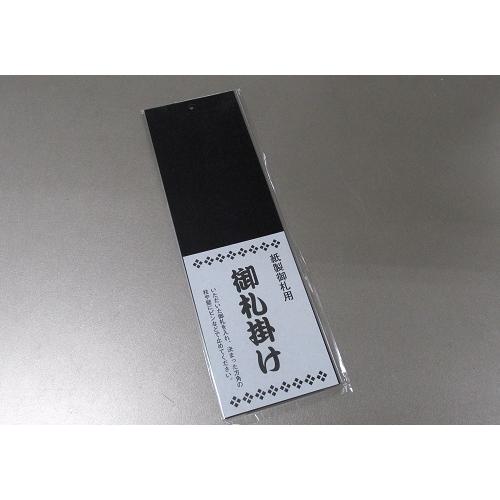 紙製御札用
御札掛け
いただいた御札を入れ、決まった方角の
柱や壁にピンなどで止めてください。